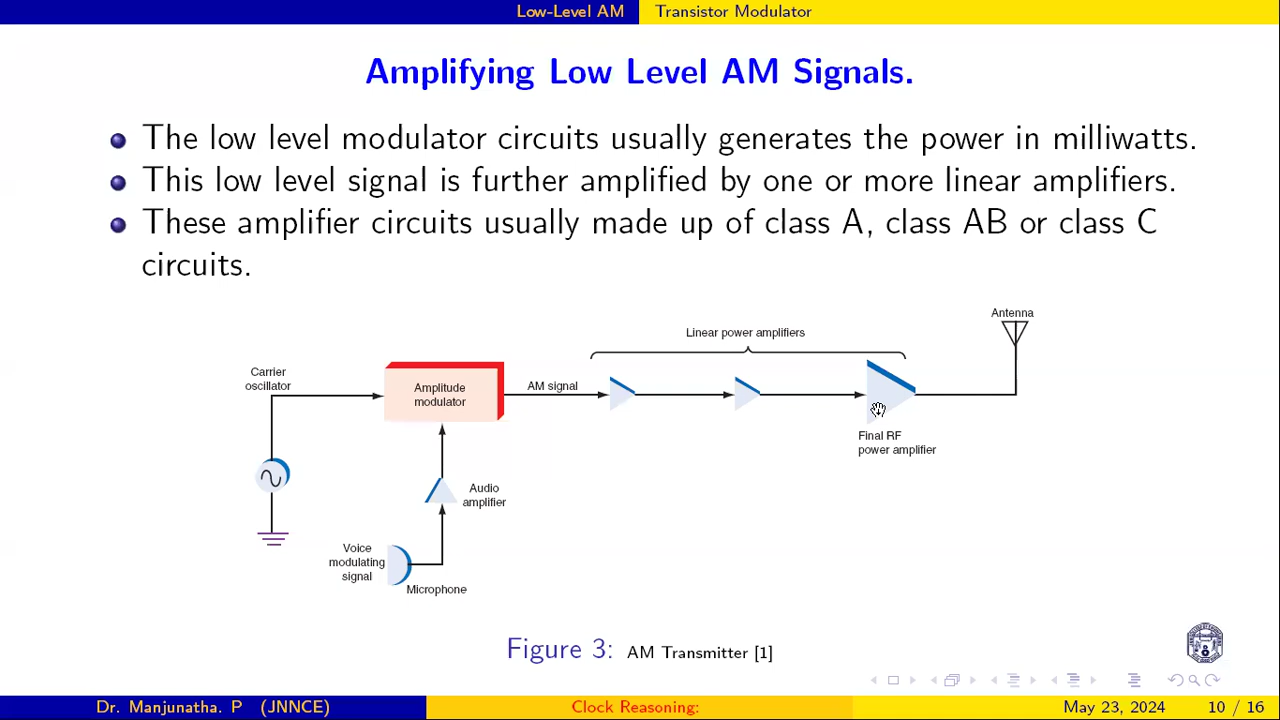 Low-Level AM Transistor Modulator
Amplifying Low Level AM Signals.
The low level modulator circuits usually generates the power in milliwatts.
This low level signal is further amplified by one or more linear amplifiers.
These amplifier circuits usually made up of class A, class AB or class C
circuits.
Antenna
Linear power amplifiers
Carrier
oscillator
Amplitude
modulator
AM signal
Final RF
power amplifier
Audio
amplifier
Voice
modulating
signal
Microphone
Figure 3: AM Transmitter [1]
Dr. Manjunatha. P (JNNCE) Clock Reasoning: May 23, 2024 10 / 16